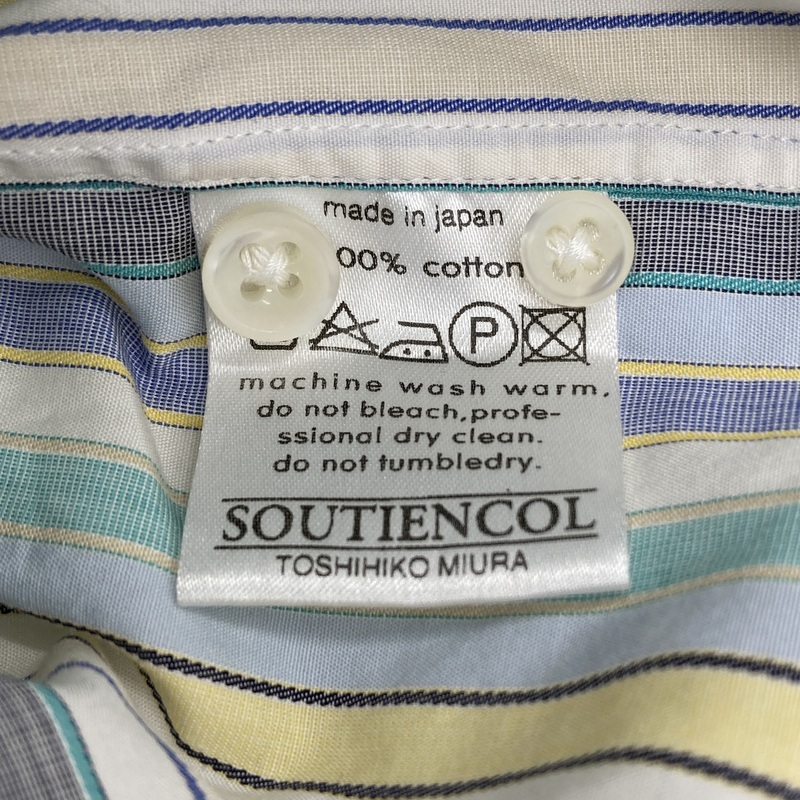 made in japan
00% cotton
P
machine wash warm,
do not bleach,profe-
ssional dry clean.
do not tumbledry.
SOUTIENCOL
TOSHIHIKO MIURA